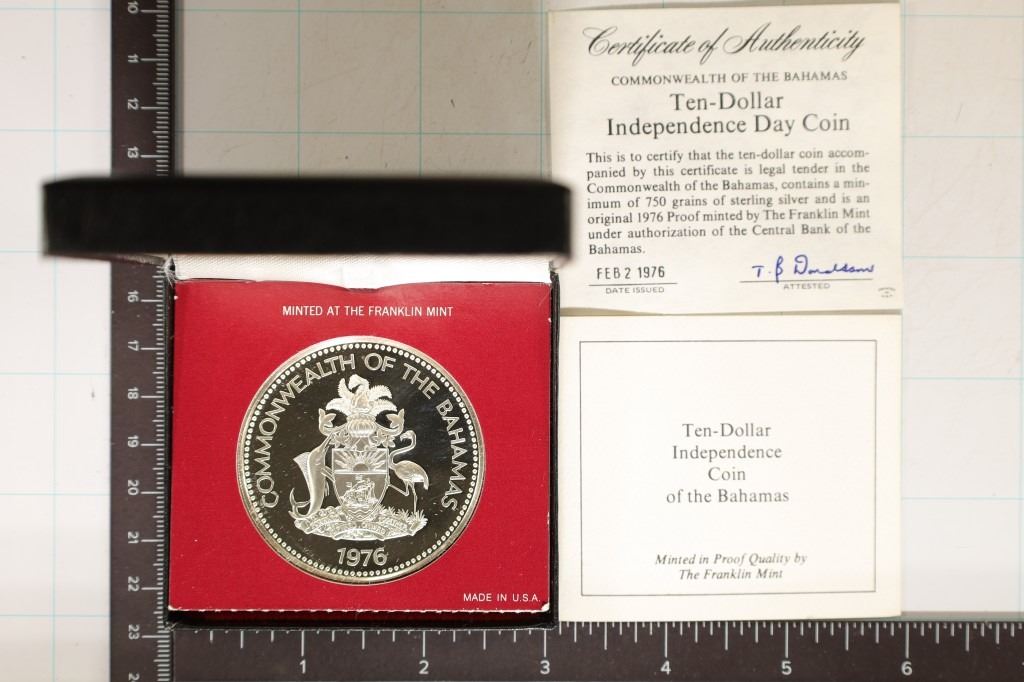 Certificate of Authenticity
COMMONWEALTH OF THE BAHAMAS
Ten-Dollar
Independence Day Coin
This is to certify that the ten-dollar coin accom-
panied by this certificate is legal tender in the
Commonwealth of the Bahamas, contains a min-
imum of 750 grains of sterling silver and is an
original 1976 Proof minted by The Franklin Mint
under authorization of the Central Bank of the
Bahamas.
FEB 2 1976
DATE ISSUED
T. B Donaldson
ATTESTED
MINTED AT THE FRANKLIN MINT
COMMONWEALTH OF THE BAHAMAS
1976
MADE IN U.S.A.
Ten-Dollar
Independence
Coin
of the Bahamas
Minted in Proof Quality by
The Franklin Mint
10
11
12
13
16
17
18
19
20
21
22
23
1 2 3 4 5 6